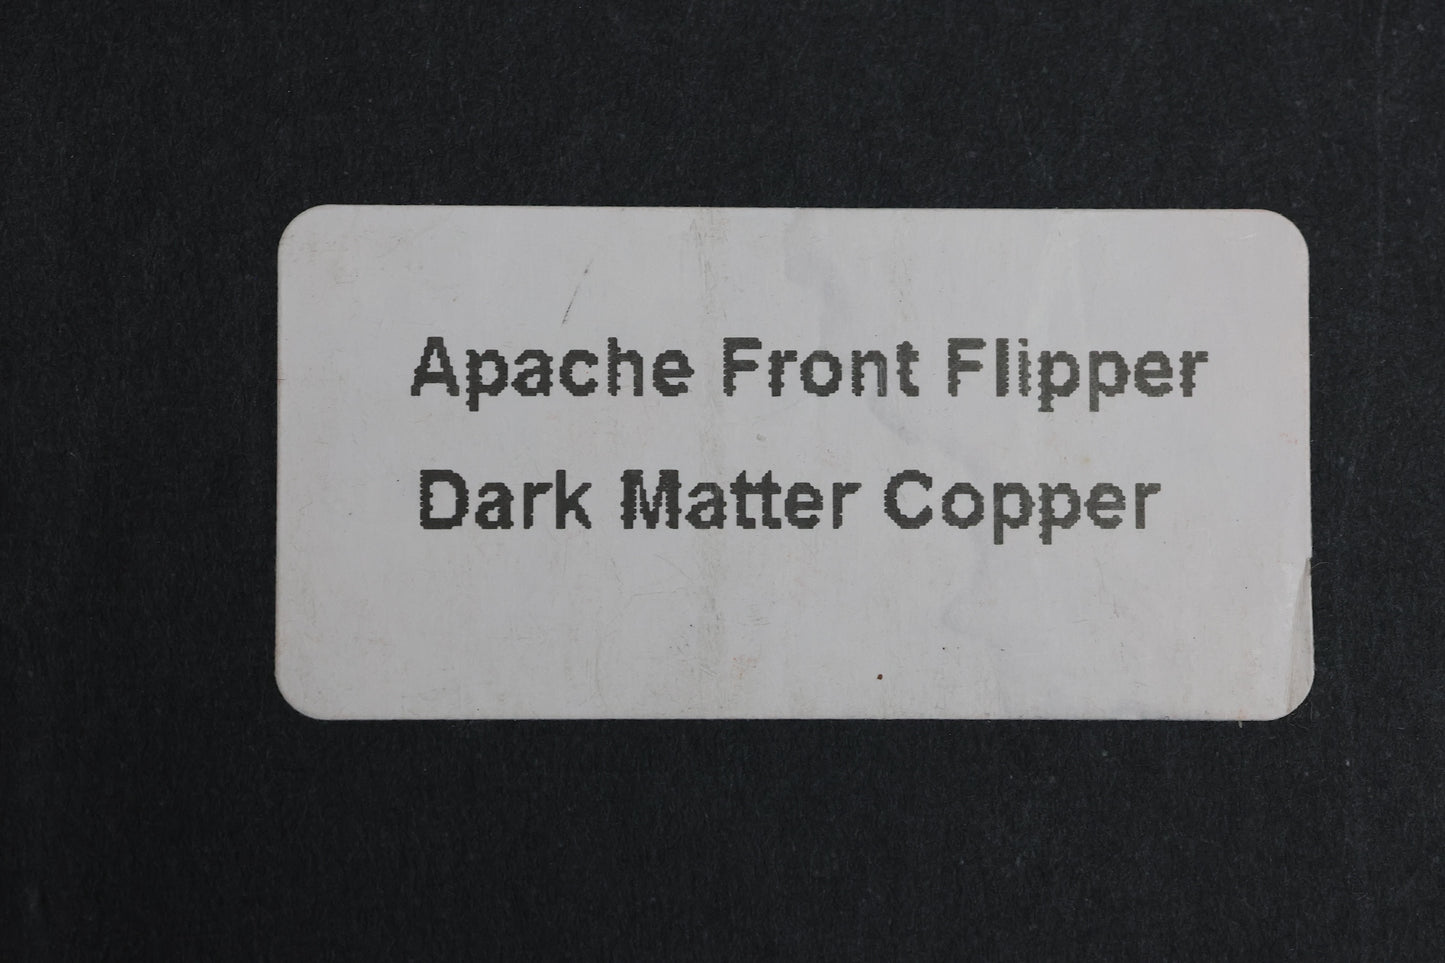 Apache Front Flipper
Dark Matter Copper